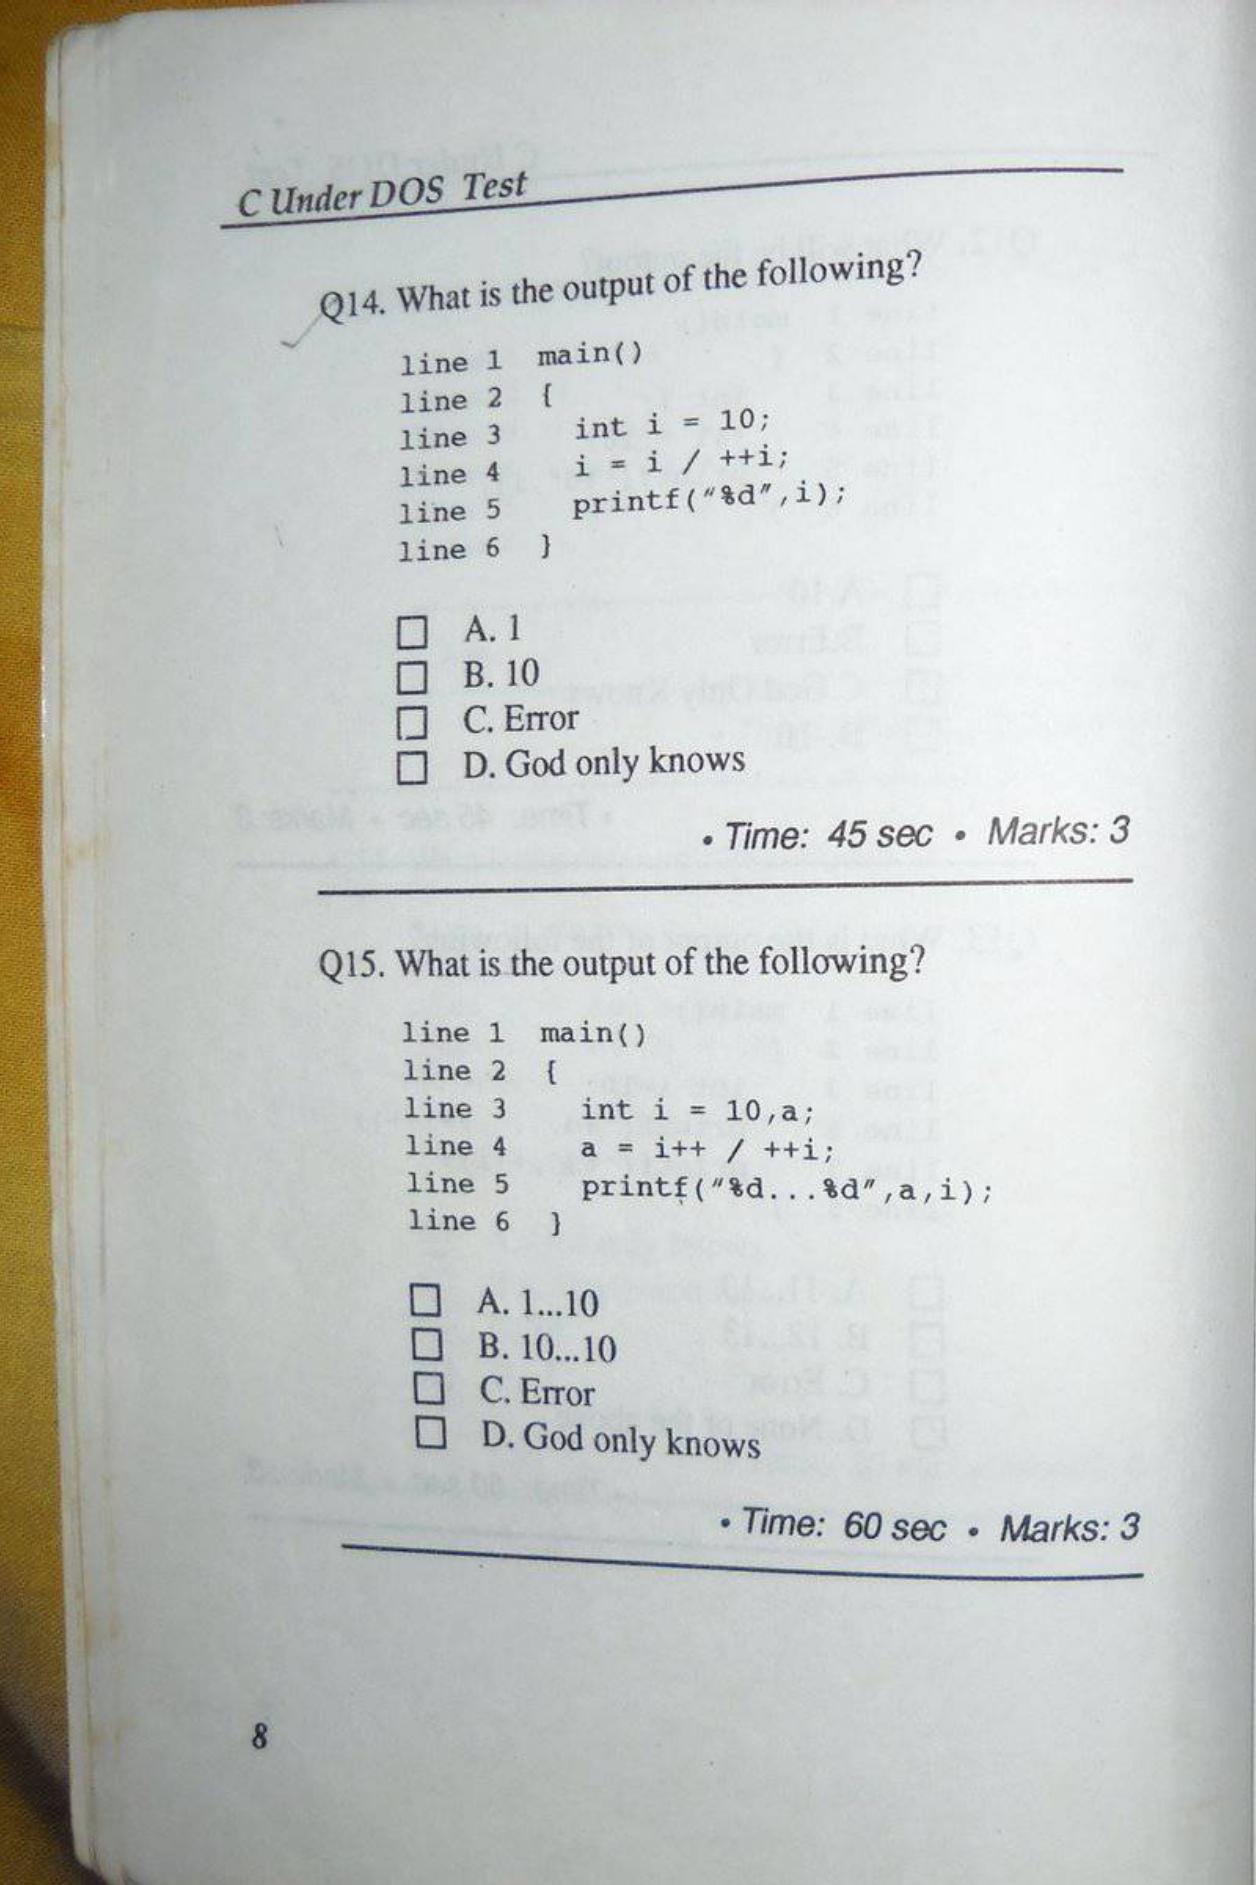 C Under DOS Test
Q14. What is the output of the following?
line 1 main()
line 2 {
line 3 int i = 10;
line 4 i = i / ++i;
line 5 printf("%d",i);
line 6 }
A. 1
B. 10
C. Error
D. God only knows
• Time: 45 sec • Marks: 3
Q15. What is the output of the following?
line 1 main()
line 2 {
line 3 int i = 10,a;
line 4 a = i++ / ++i;
line 5 printf("%d...%d",a,i);
line 6 }
A. 1...10
B. 10...10
C. Error
D. God only knows
• Time: 60 sec • Marks: 3
8